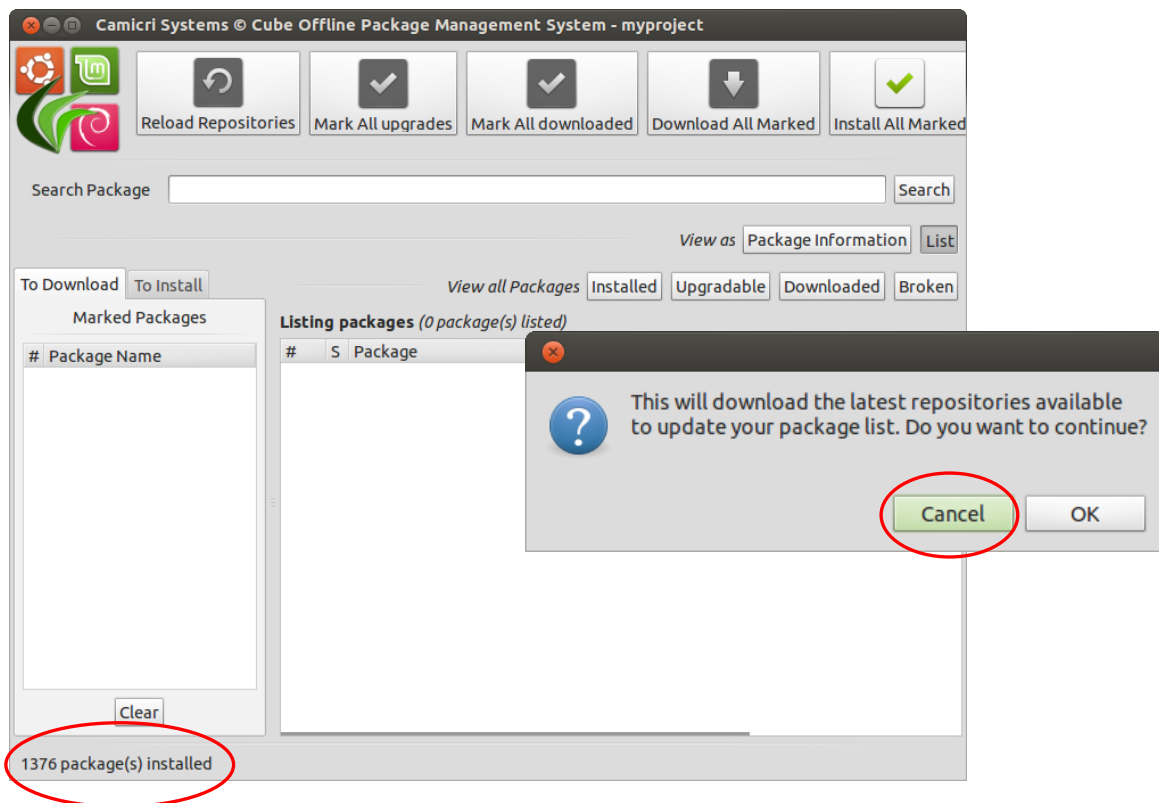 Camicri Systems © Cube Offline Package Management System - myproject
Reload Repositories
Mark All upgrades
Mark All downloaded
Download All Marked
Install All Marked
Search Package
Search
View as Package Information List
To Download To Install
View all Packages Installed Upgradable Downloaded Broken
Marked Packages
Listing packages (0 package(s) listed)
# Package Name
# S Package
This will download the latest repositories available
to update your package list. Do you want to continue?
Cancel OK
Clear
1376 package(s) installed